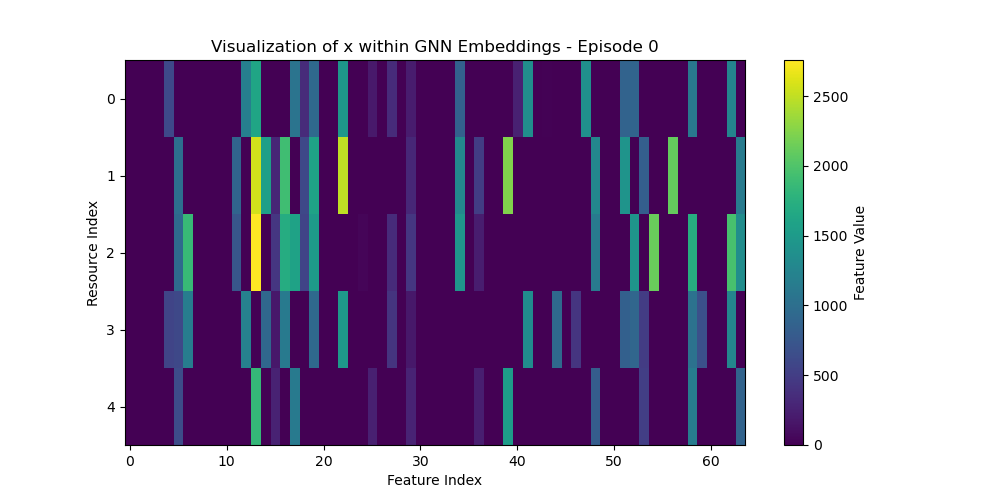 Visualization of x within GNN Embeddings - Episode 0
Resource Index
0
1
2
3
4
0 10 20 30 40 50 60
Feature Index
2500
2000
1500
1000
500
0
Feature Value